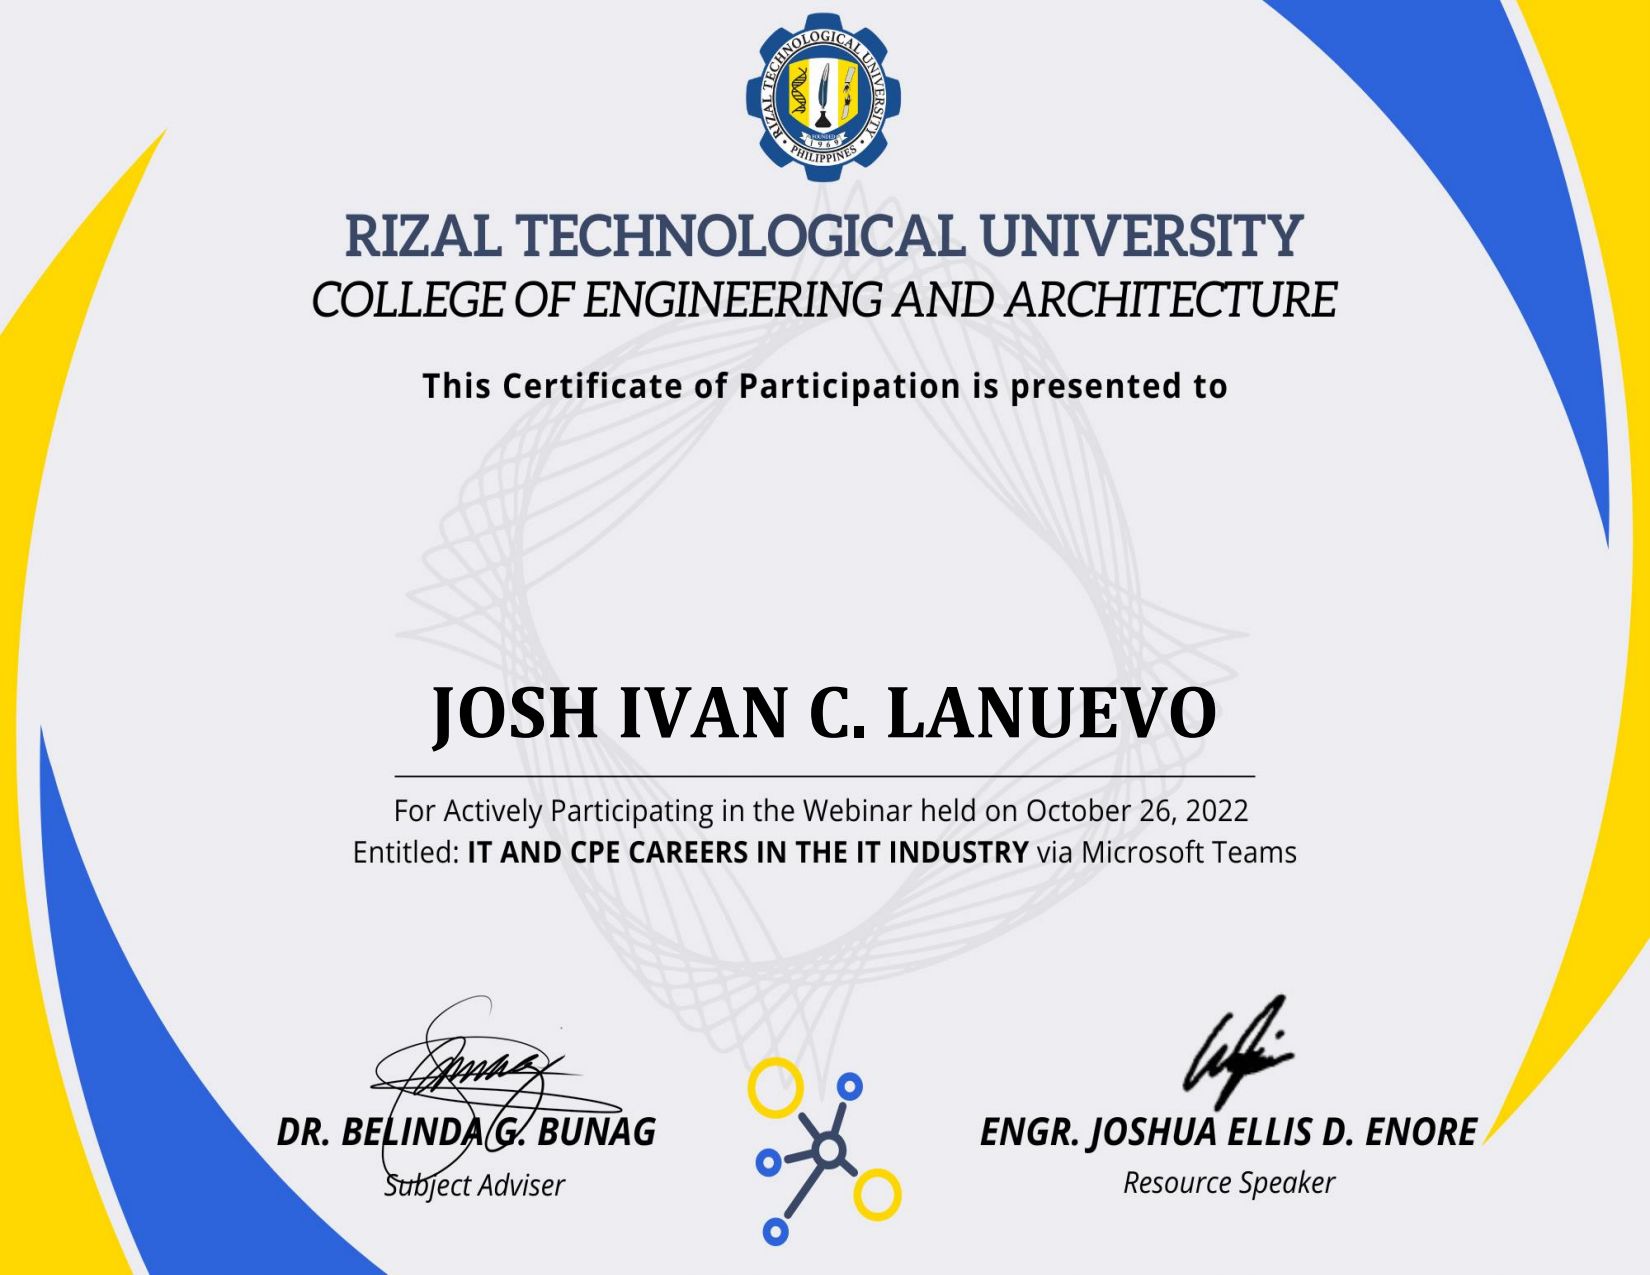 RIZAL TECHNOLOGICAL UNIVERSITY
PHILIPPINES
FOUNDED
1969
RIZAL TECHNOLOGICAL UNIVERSITY
COLLEGE OF ENGINEERING AND ARCHITECTURE
This Certificate of Participation is presented to
JOSH IVAN C. LANUEVO
For Actively Participating in the Webinar held on October 26, 2022
Entitled: IT AND CPE CAREERS IN THE IT INDUSTRY via Microsoft Teams
DR. BELINDA G. BUNAG
Subject Adviser
ENGR. JOSHUA ELLIS D. ENORE
Resource Speaker